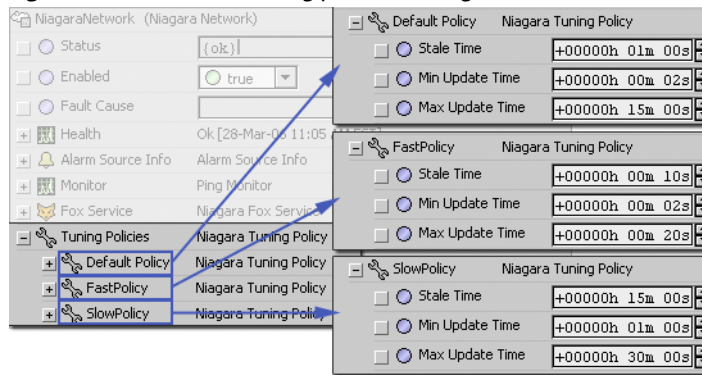 NiagaraNetwork (Niagara Network)
Status {ok}
Enabled true
Fault Cause
Health Ok [28-Mar-06 11:05
Alarm Source Info Alarm Source Info
Monitor Ping Monitor
Fox Service Niagara Fox Service
Tuning Policies Niagara Tuning Policy
Default Policy Niagara Tuning Policy
FastPolicy Niagara Tuning Policy
SlowPolicy Niagara Tuning Policy
Default Policy Niagara Tuning Policy
Stale Time +00000h 01m 00s
Min Update Time +00000h 00m 02s
Max Update Time +00000h 15m 00s
FastPolicy Niagara Tuning Policy
Stale Time +00000h 00m 10s
Min Update Time +00000h 00m 02s
Max Update Time +00000h 00m 20s
SlowPolicy Niagara Tuning Policy
Stale Time +00000h 15m 00s
Min Update Time +00000h 01m 00s
Max Update Time +00000h 30m 00s